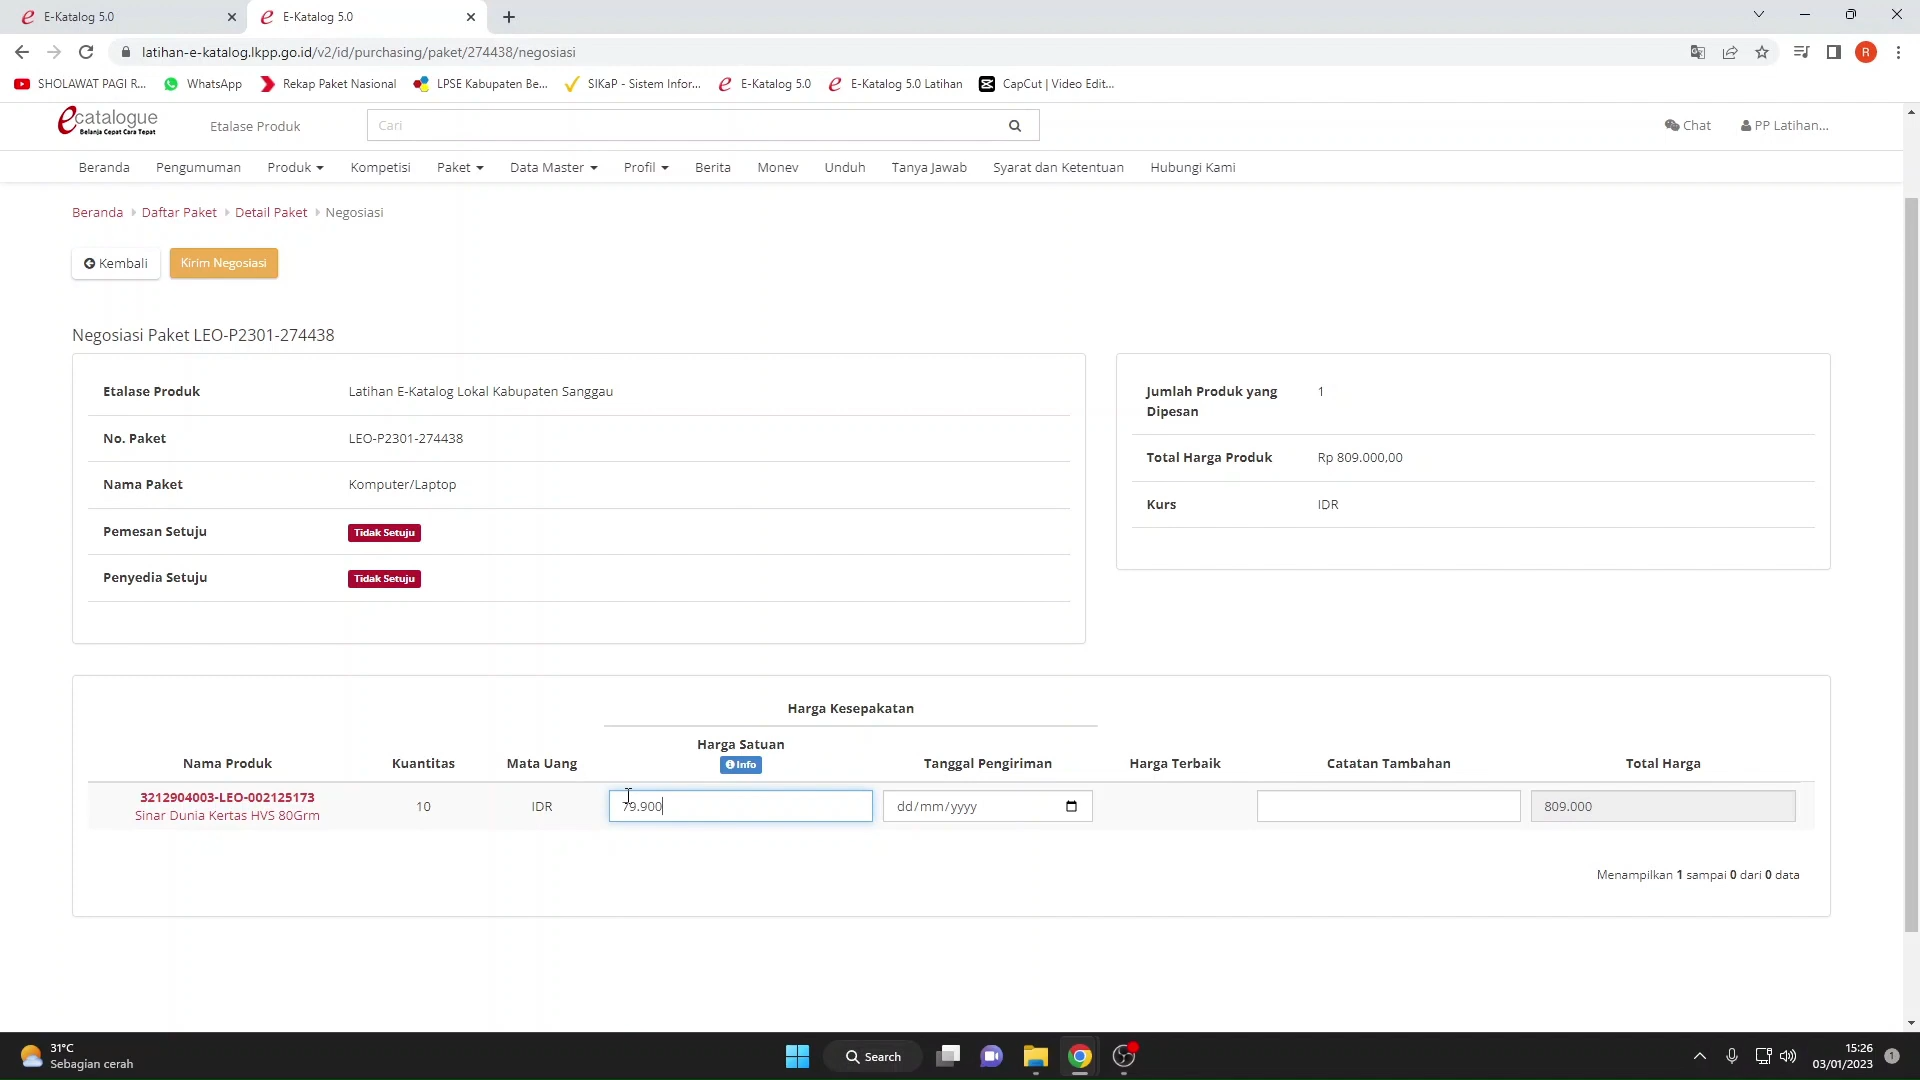 E-Katalog 5.0
E-Katalog 5.0
latihan-e-katalog.lkpp.go.id/v2/id/purchasing/paket/274438/negosiasi
R
SHOLAWAT PAGI R...
WhatsApp
Rekap Paket Nasional
LPSE Kabupaten Be...
SIKaP - Sistem Infor...
E-Katalog 5.0
E-Katalog 5.0 Latihan
CapCut | Video Edit...
ecatalogue
Belanja Cepat Cara Tepat
Etalase Produk
Cari
Chat
PP Latihan...
Beranda
Pengumuman
Produk
Kompetisi
Paket
Data Master
Profil
Berita
Monev
Unduh
Tanya Jawab
Syarat dan Ketentuan
Hubungi Kami
Beranda
Daftar Paket
Detail Paket
Negosiasi
Kembali
Kirim Negosiasi
Negosiasi Paket LEO-P2301-274438
Etalase Produk
Latihan E-Katalog Lokal Kabupaten Sanggau
No. Paket
LEO-P2301-274438
Nama Paket
Komputer/Laptop
Pemesan Setuju
Tidak Setuju
Penyedia Setuju
Tidak Setuju
Jumlah Produk yang
Dipesan
1
Total Harga Produk
Rp 809.000,00
Kurs
IDR
Harga Kesepakatan
Nama Produk
Kuantitas
Mata Uang
Harga Satuan
Info
Tanggal Pengiriman
Harga Terbaik
Catatan Tambahan
Total Harga
3212904003-LEO-002125173
Sinar Dunia Kertas HVS 80Grm
10
IDR
79.900
dd/mm/yyyy
809.000
Menampilkan 1 sampai 0 dari 0 data
31°C
Sebagian cerah
Search
15:26
03/01/2023
1